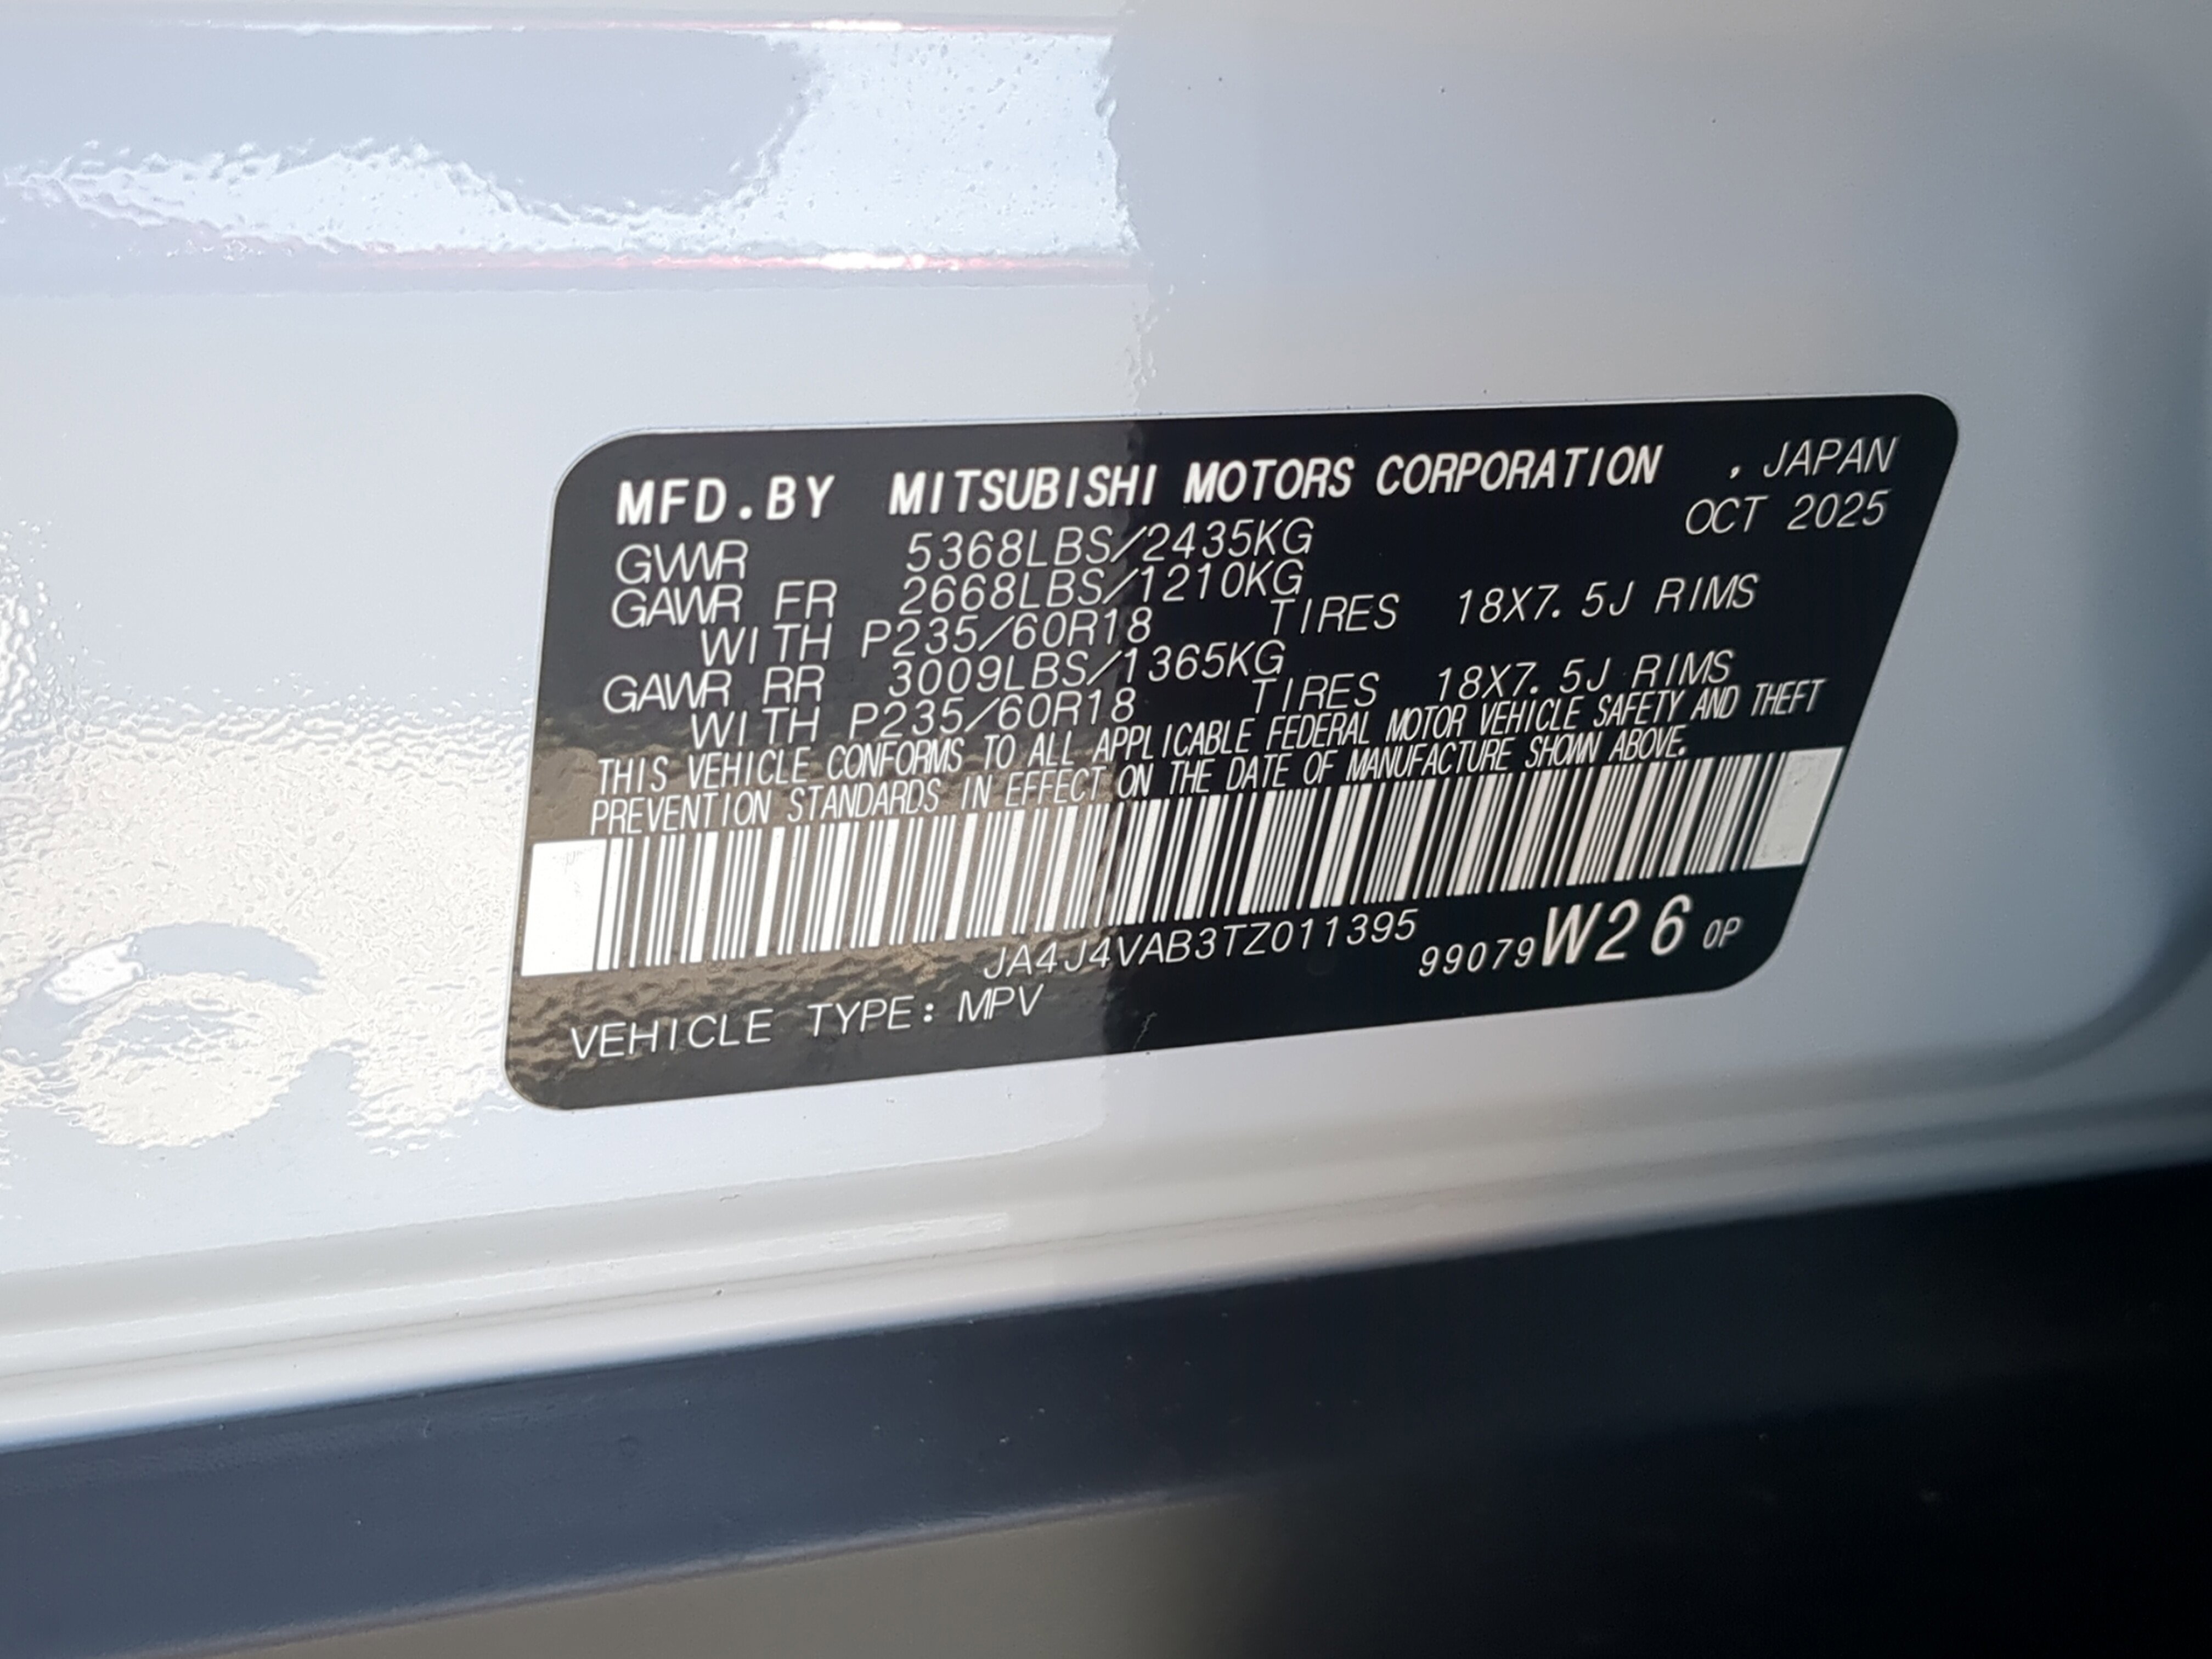 MFD.BY MITSUBISHI MOTORS CORPORATION , JAPAN
OCT 2025
GVWR 5368LBS/2435KG
GAWR FR 2668LBS/1210KG
WITH P235/60R18 TIRES 18X7.5J RIMS
GAWR RR 3009LBS/1365KG
WITH P235/60R18 TIRES 18X7.5J RIMS
THIS VEHICLE CONFORMS TO ALL APPLICABLE FEDERAL MOTOR VEHICLE SAFETY AND THEFT
PREVENTION STANDARDS IN EFFECT ON THE DATE OF MANUFACTURE SHOWN ABOVE.
JA4J4VAB3TZ011395
99079 W26 OP
VEHICLE TYPE: MPV